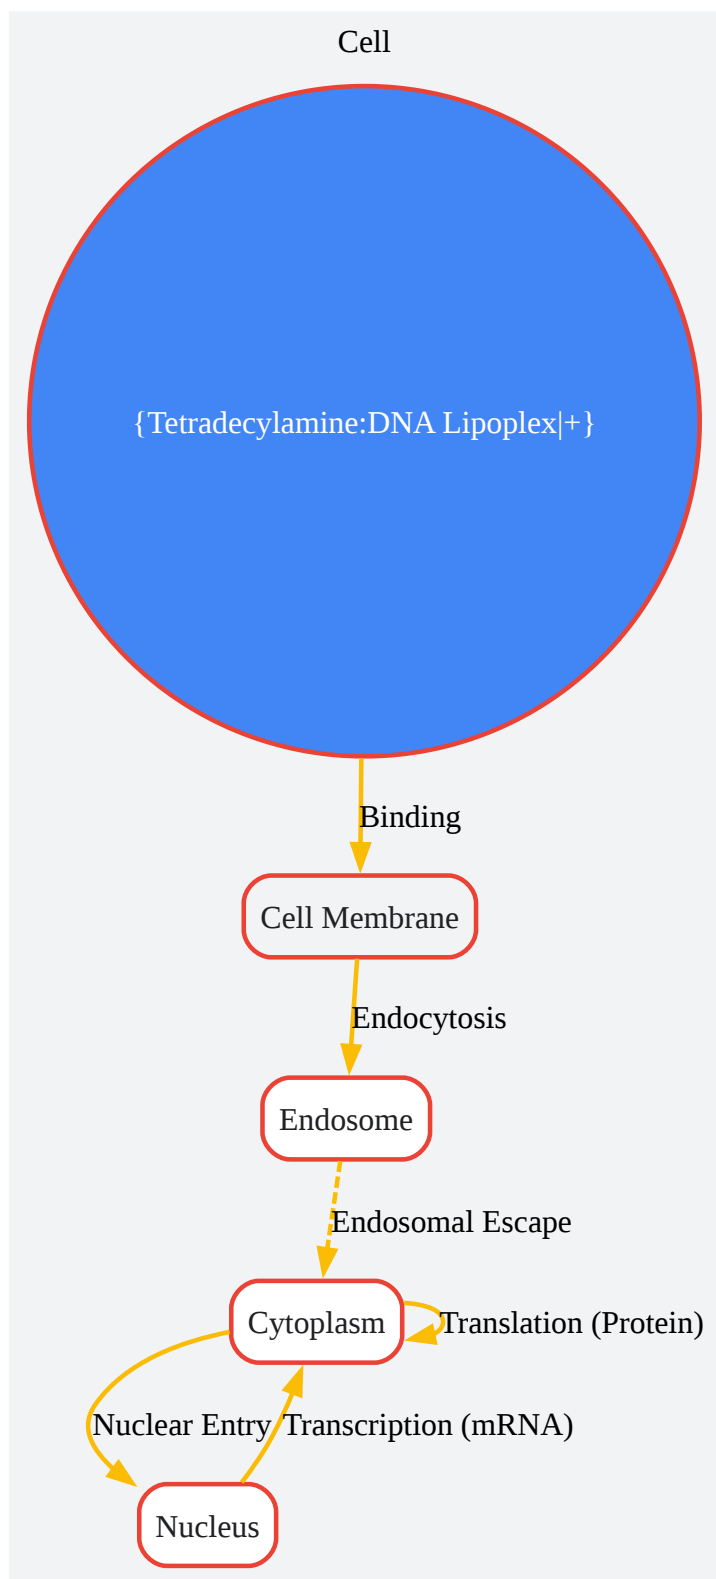 Cell
{Tetradecylamine:DNA Lipoplex|+}
Binding
Cell Membrane
Endocytosis
Endosome
Endosomal Escape
Cytoplasm
Translation (Protein)
Nuclear Entry
Transcription (mRNA)
Nucleus